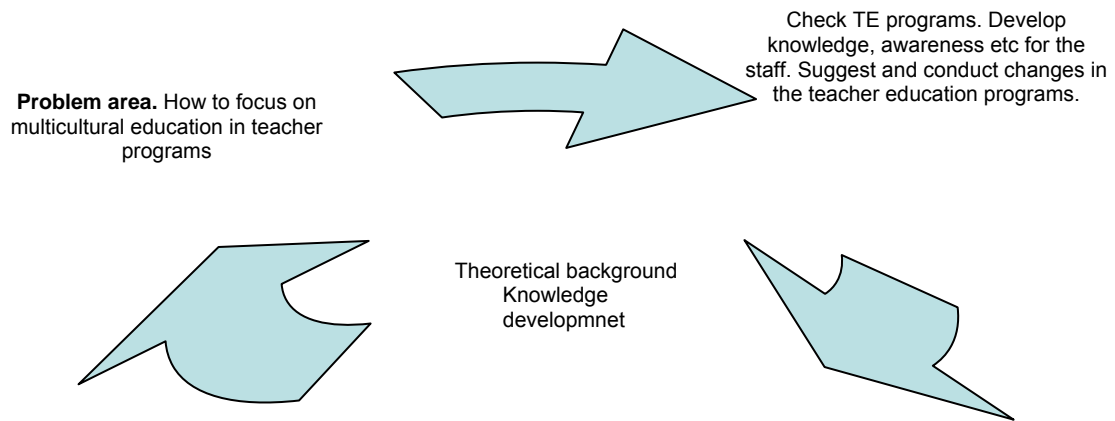 Problem area. How to focus on
multicultural education in teacher
programs
Check TE programs. Develop
knowledge, awareness etc for the
staff. Suggest and conduct changes in
the teacher education programs.
Theoretical background
Knowledge
developmnet